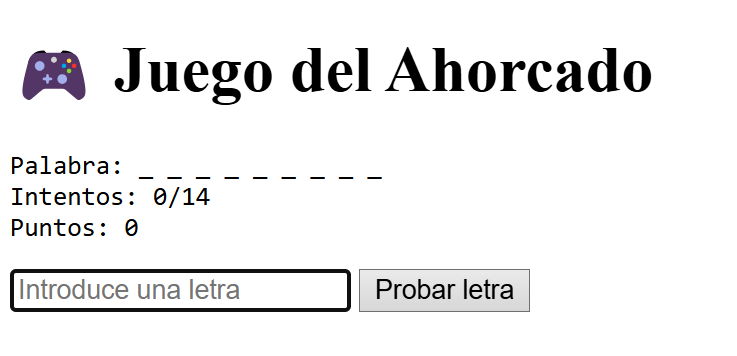 🎮 Juego del Ahorcado
Palabra: _ _ _ _ _ _ _ _ _
Intentos: 0/14
Puntos: 0
Introduce una letra Probar letra